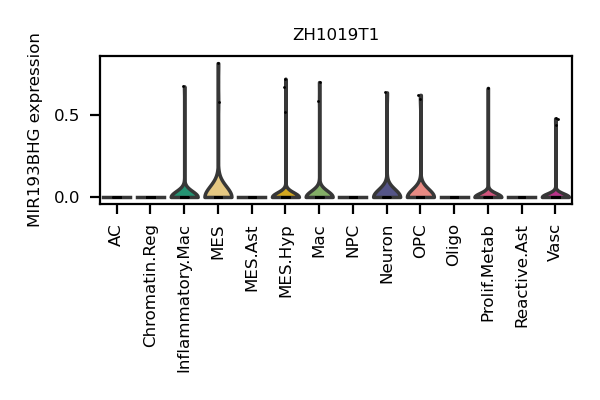 ZH1019T1
MIR193BHG expression
0.5
0.0
AC
Chromatin.Reg
Inflammatory.Mac
MES
MES.Ast
MES.Hyp
Mac
NPC
Neuron
OPC
Oligo
Prolif.Metab
Reactive.Ast
Vasc